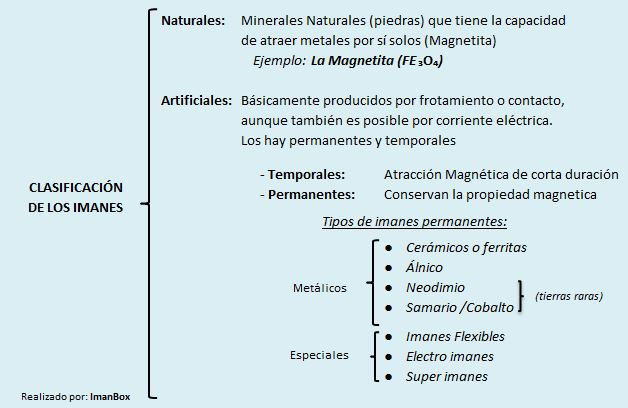 Naturales: Minerales Naturales (piedras) que tiene la capacidad
de atraer metales por sí solos (Magnetita)
Ejemplo: La Magnetita (FE₃O₄)
Artificiales: Básicamente producidos por frotamiento o contacto,
aunque también es posible por corriente eléctrica.
Los hay permanentes y temporales
CLASIFICACIÓN
DE LOS IMANES
- Temporales: Atracción Magnética de corta duración
- Permanentes: Conservan la propiedad magnetica
Tipos de imanes permanentes:
Metálicos
● Cerámicos o ferritas
● Álnico
● Neodimio
● Samario /Cobalto
(tierras raras)
Especiales
● Imanes Flexibles
● Electro imanes
● Super imanes
Realizado por: ImanBox